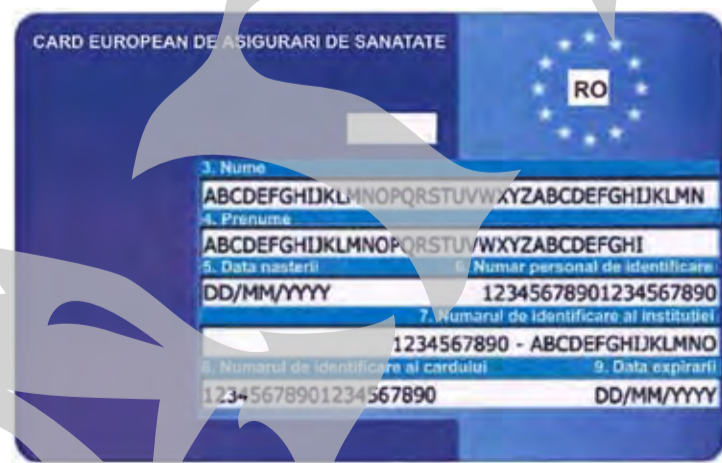 CARD EUROPEAN DE ASIGURARI DE SANATATE
RO
3. Nume
ABCDEFGHIJKLMNOPQRSTUVWXYZABCDEFGHIJKLMN
4. Prenume
ABCDEFGHIJKLMNOPQRSTUVWXYZABCDEFGHI
5. Data nasterii 6. Numar personal de identificare
DD/MM/YYYY 12345678901234567890
7. Numarul de identificare al institutiei
1234567890 - ABCDEFGHIJKLMNO
8. Numarul de identificare al cardului 9. Data expirarii
12345678901234567890 DD/MM/YYYY